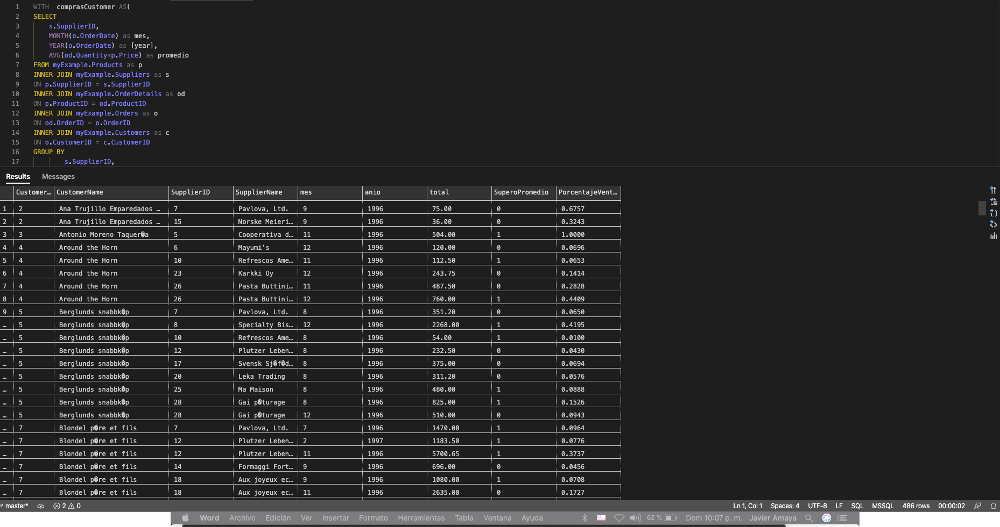 1 WITH comprasCustomer AS(
2 SELECT
3 s.SupplierID,
4 MONTH(o.OrderDate) as mes,
5 YEAR(o.OrderDate) as [year],
6 AVG(od.Quantity*p.Price) as promedio
7 FROM myExample.Products as p
8 INNER JOIN myExample.Suppliers as s
9 ON p.SupplierID = s.SupplierID
10 INNER JOIN myExample.OrderDetails as od
11 ON p.ProductID = od.ProductID
12 INNER JOIN myExample.Orders as o
13 ON od.OrderID = o.OrderID
14 INNER JOIN myExample.Customers as c
15 ON o.CustomerID = c.CustomerID
16 GROUP BY
17 s.SupplierID,
Results Messages
Customer… CustomerName SupplierID SupplierName mes anio total SuperoPromedio PorcentajeVent…
1 2 Ana Trujillo Emparedados … 7 Pavlova, Ltd. 9 1996 75.00 0 0.6757
2 2 Ana Trujillo Emparedados … 15 Norske Meieri… 9 1996 36.00 0 0.3243
3 3 Antonio Moreno Taquer�a 5 Cooperativa d… 11 1996 504.00 1 1.0000
4 4 Around the Horn 6 Mayumi's 12 1996 120.00 0 0.0696
5 4 Around the Horn 10 Refrescos Ame… 11 1996 112.50 1 0.0653
6 4 Around the Horn 23 Karkki Oy 12 1996 243.75 0 0.1414
7 4 Around the Horn 26 Pasta Buttini… 11 1996 487.50 0 0.2828
8 4 Around the Horn 26 Pasta Buttini… 12 1996 760.00 1 0.4409
9 5 Berglunds snabbk�p 7 Pavlova, Ltd. 8 1996 351.20 0 0.0650
… 5 Berglunds snabbk�p 8 Specialty Bis… 12 1996 2268.00 1 0.4195
… 5 Berglunds snabbk�p 10 Refrescos Ame… 8 1996 54.00 1 0.0100
… 5 Berglunds snabbk�p 12 Plutzer Leben… 8 1996 232.50 0 0.0430
… 5 Berglunds snabbk�p 17 Svensk Sj�f�d… 8 1996 375.00 0 0.0694
… 5 Berglunds snabbk�p 20 Leka Trading 8 1996 311.20 0 0.0576
… 5 Berglunds snabbk�p 25 Ma Maison 8 1996 480.00 1 0.0888
… 5 Berglunds snabbk�p 28 Gai p�turage 8 1996 825.00 1 0.1526
… 5 Berglunds snabbk�p 28 Gai p�turage 12 1996 510.00 0 0.0943
… 7 Blondel p�re et fils 7 Pavlova, Ltd. 7 1996 1470.00 1 0.0964
… 7 Blondel p�re et fils 12 Plutzer Leben… 2 1997 1183.50 1 0.0776
… 7 Blondel p�re et fils 12 Plutzer Leben… 11 1996 5700.65 1 0.3737
… 7 Blondel p�re et fils 14 Formaggi Fort… 9 1996 696.00 0 0.0456
… 7 Blondel p�re et fils 18 Aux joyeux ec… 9 1996 1080.00 1 0.0708
… 7 Blondel p�re et fils 18 Aux joyeux ec… 11 1996 2635.00 0 0.1727
master* 2 0 Ln 1, Col 1 Spaces: 4 UTF-8 LF SQL MSSQL 486 rows 00:00:02
Word Archivo Edición Ver Insertar Formato Herramientas Tabla Ventana Ayuda 62 % Dom 10:07 p. m. Javier Amaya